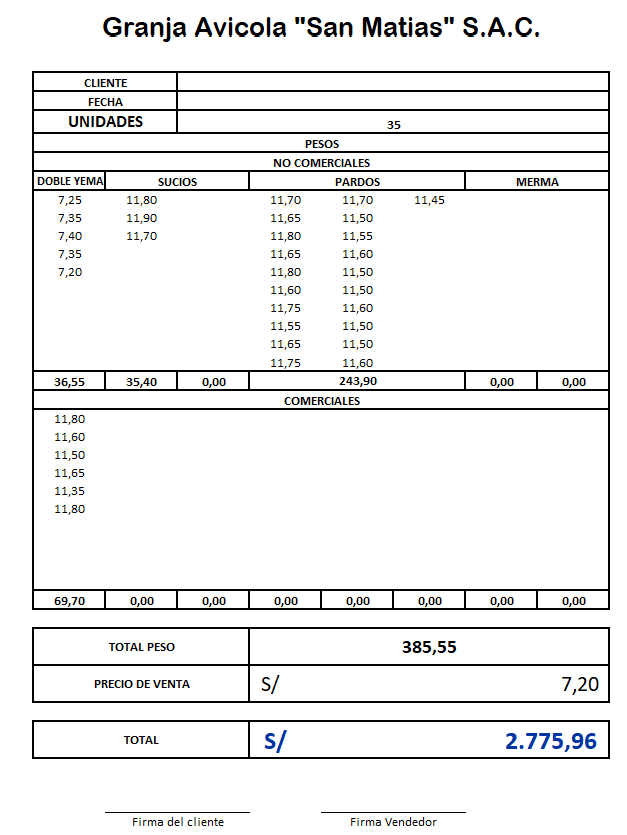 Granja Avicola "San Matias" S.A.C.
CLIENTE
FECHA
UNIDADES 35
PESOS
NO COMERCIALES
DOBLE YEMA SUCIOS PARDOS MERMA
7,25 11,80 11,70 11,70 11,45
7,35 11,90 11,65 11,50
7,40 11,70 11,80 11,55
7,35 11,65 11,60
7,20 11,80 11,50
11,60 11,50
11,75 11,60
11,55 11,50
11,65 11,50
11,75 11,60
36,55 35,40 0,00 243,90 0,00 0,00
COMERCIALES
11,80
11,60
11,50
11,65
11,35
11,80
69,70 0,00 0,00 0,00 0,00 0,00 0,00 0,00
TOTAL PESO 385,55
PRECIO DE VENTA S/ 7,20
TOTAL S/ 2.775,96
Firma del cliente Firma Vendedor